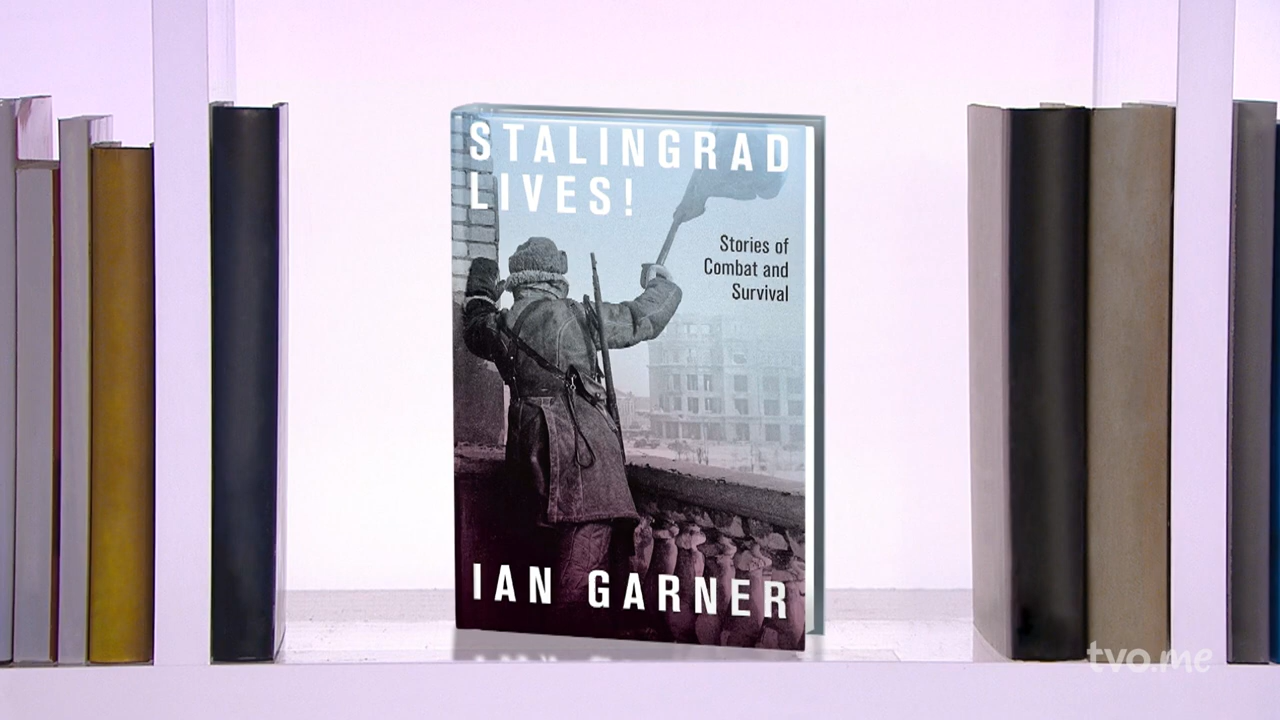 STALINGRAD
LIVES!
Stories of
Combat and
Survival
IAN GARNER
tvo.me